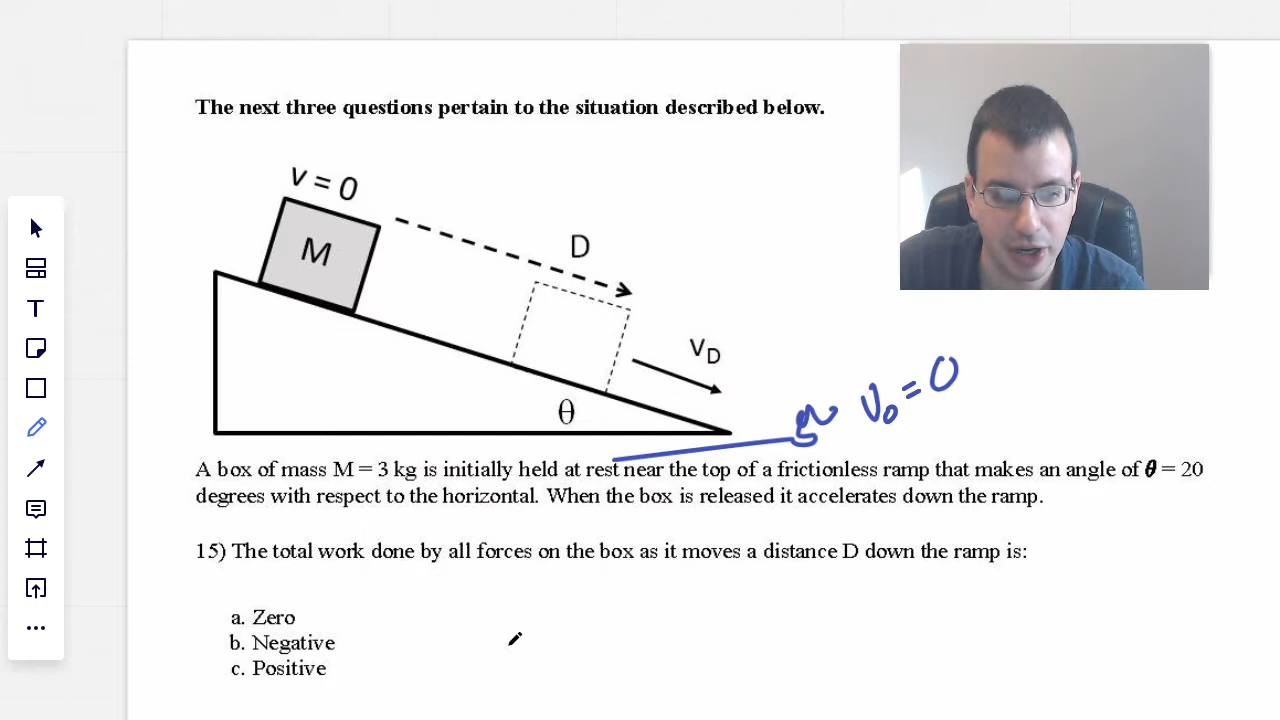 The next three questions pertain to the situation described below.
v = 0
M
D
vD
θ
v0 = 0
A box of mass M = 3 kg is initially held at rest near the top of a frictionless ramp that makes an angle of θ = 20
degrees with respect to the horizontal. When the box is released it accelerates down the ramp.
15) The total work done by all forces on the box as it moves a distance D down the ramp is:
a. Zero
b. Negative
c. Positive
T